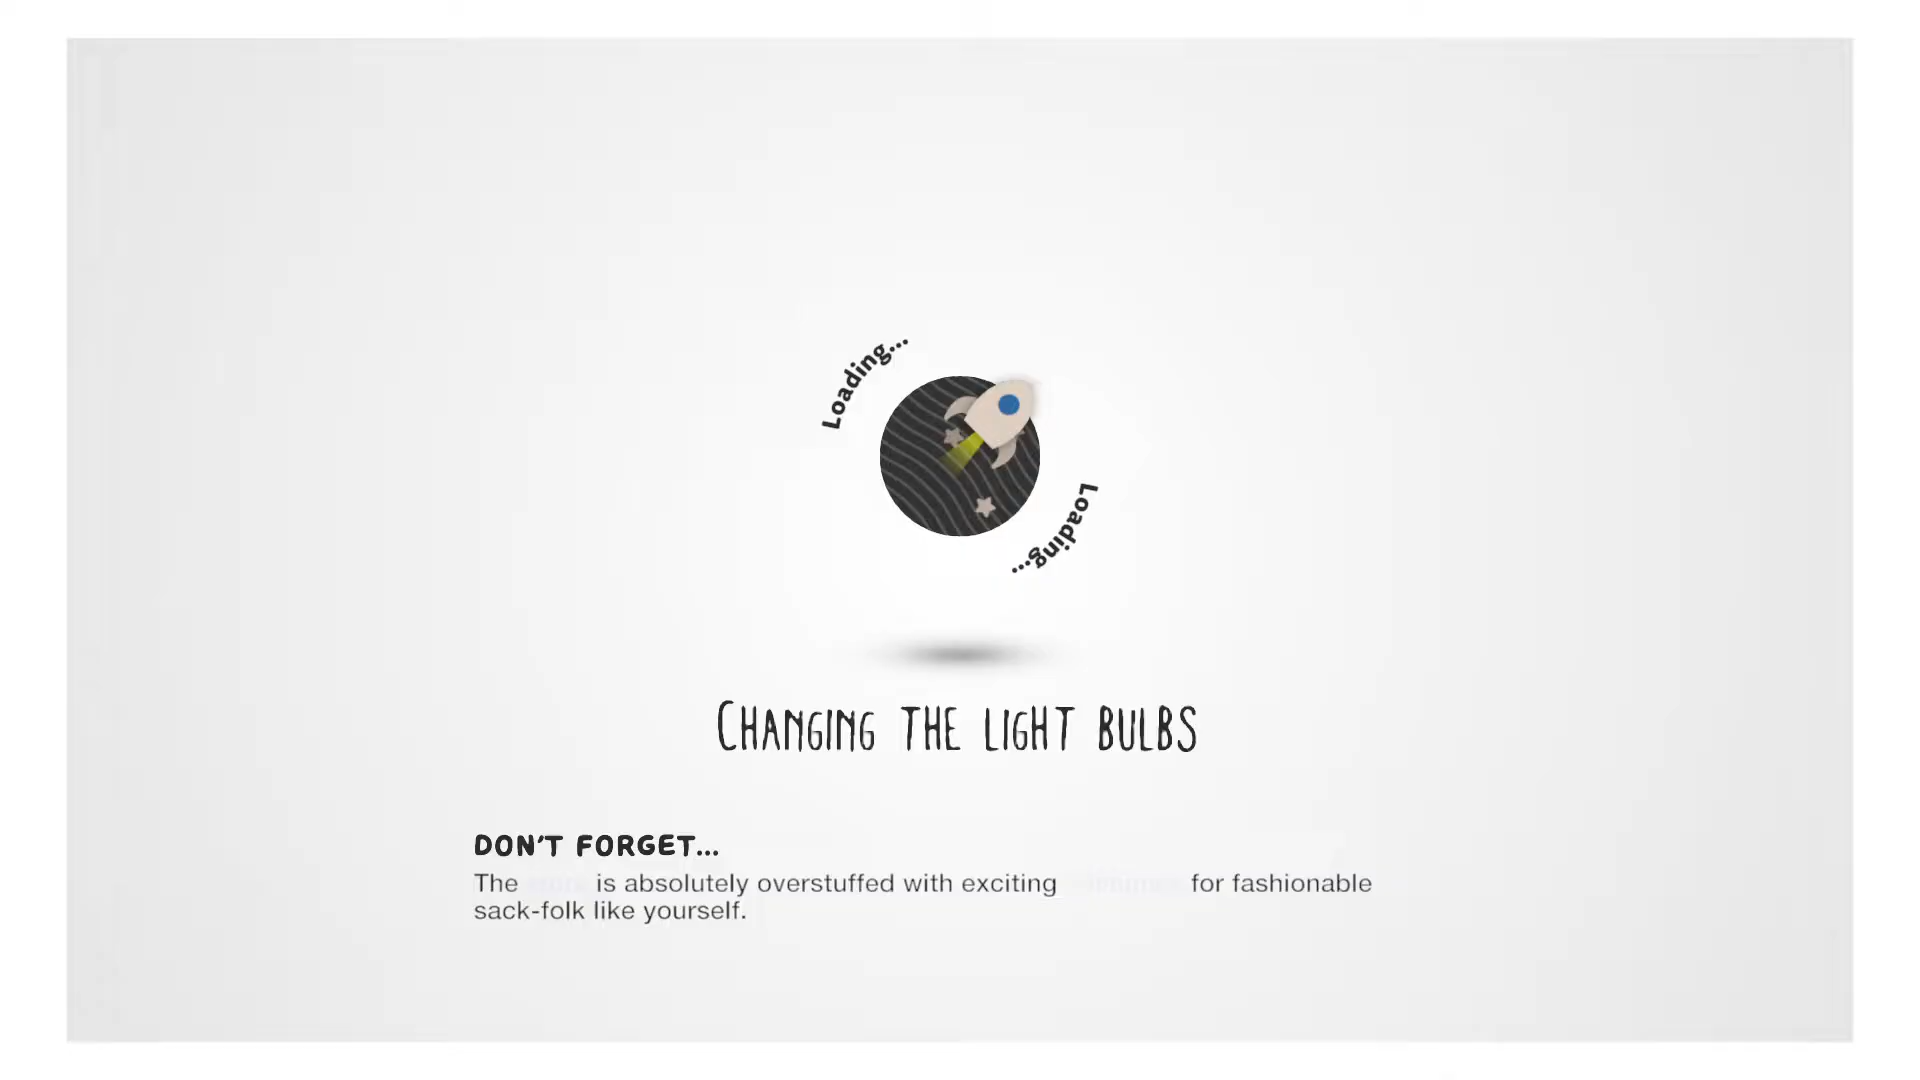 Loading...
Loading...
CHANGING THE LIGHT BULBS
DON'T FORGET...
The is absolutely overstuffed with exciting for fashionable
sack-folk like yourself.